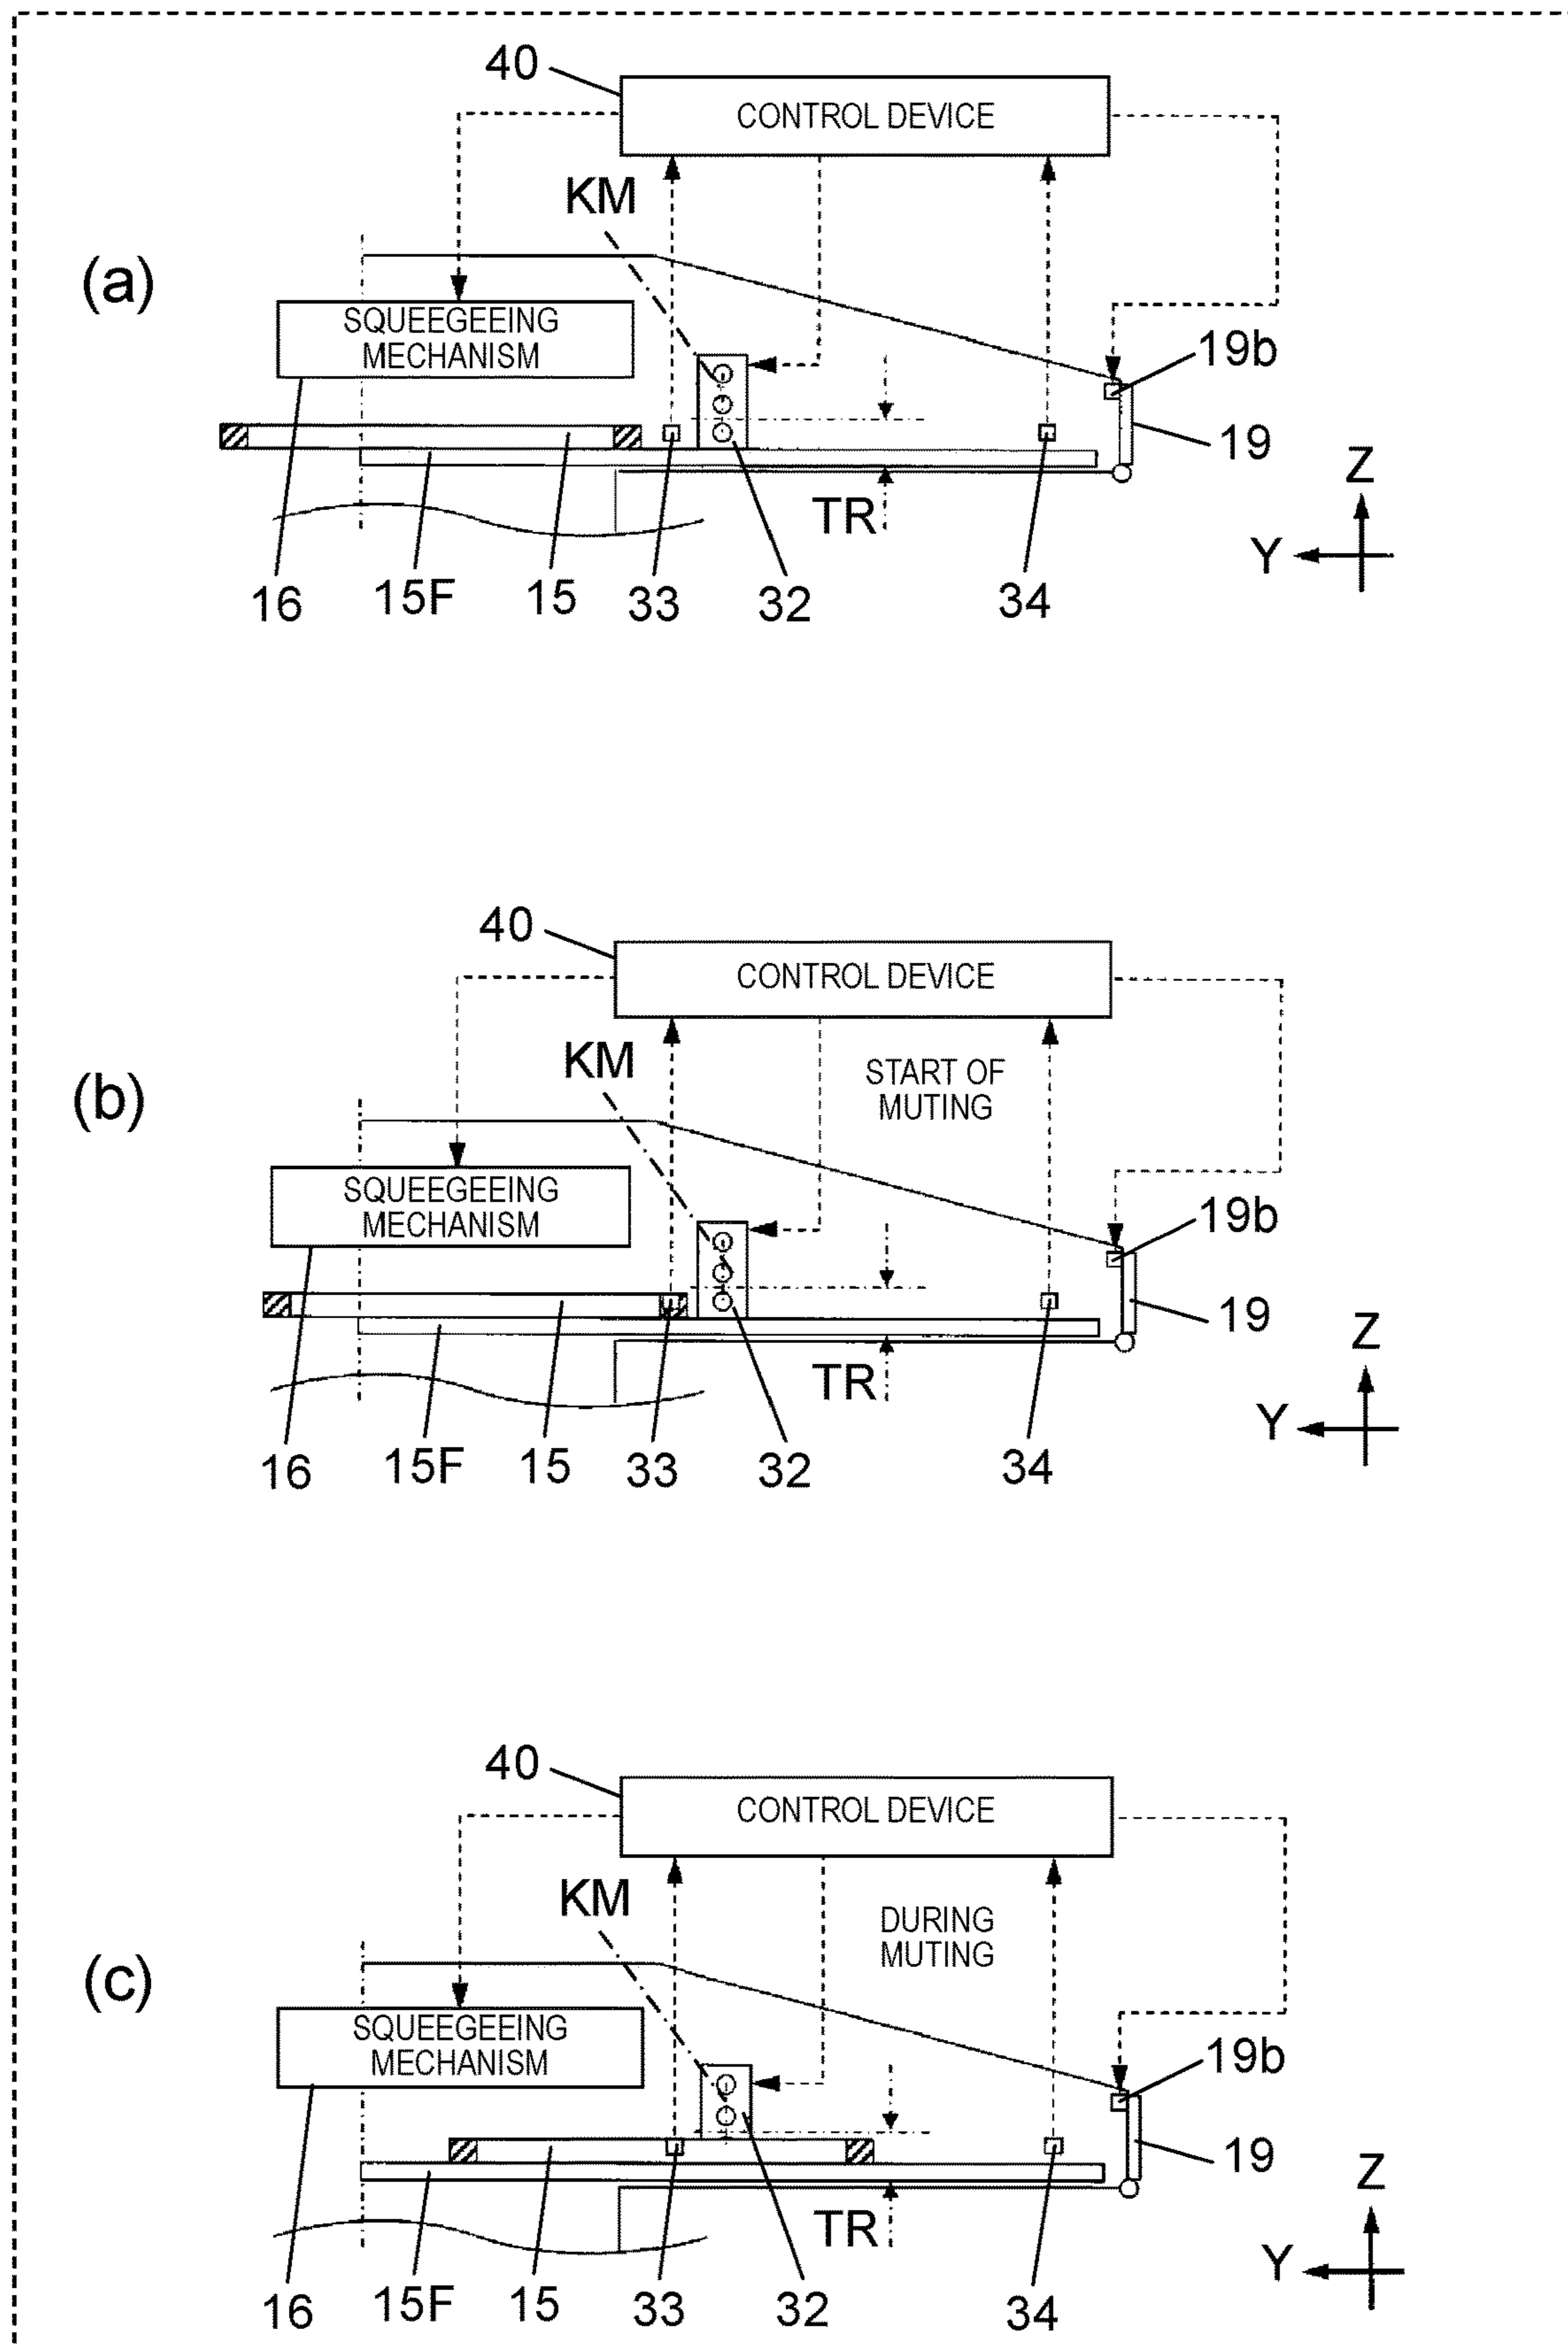 40
CONTROL DEVICE
KM
(a)
SQUEEGEEING
MECHANISM
19b
19
TR
Z
Y
16
15F
15
33
32
34
40
CONTROL DEVICE
KM
START OF
MUTING
(b)
SQUEEGEEING
MECHANISM
19b
19
TR
Z
Y
16
15F
15
33
32
34
40
CONTROL DEVICE
KM
DURING
MUTING
(c)
SQUEEGEEING
MECHANISM
19b
19
TR
Z
Y
16
15F
15
33
32
34